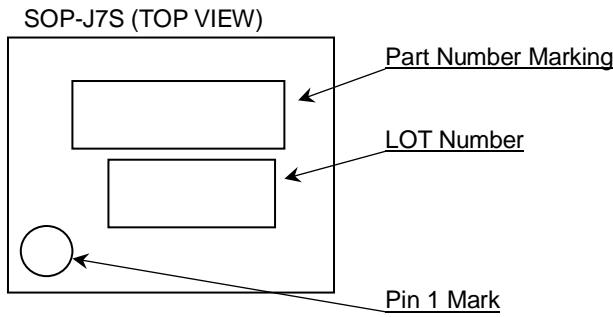 SOP-J7S (TOP VIEW)
Part Number Marking
LOT Number
Pin 1 Mark